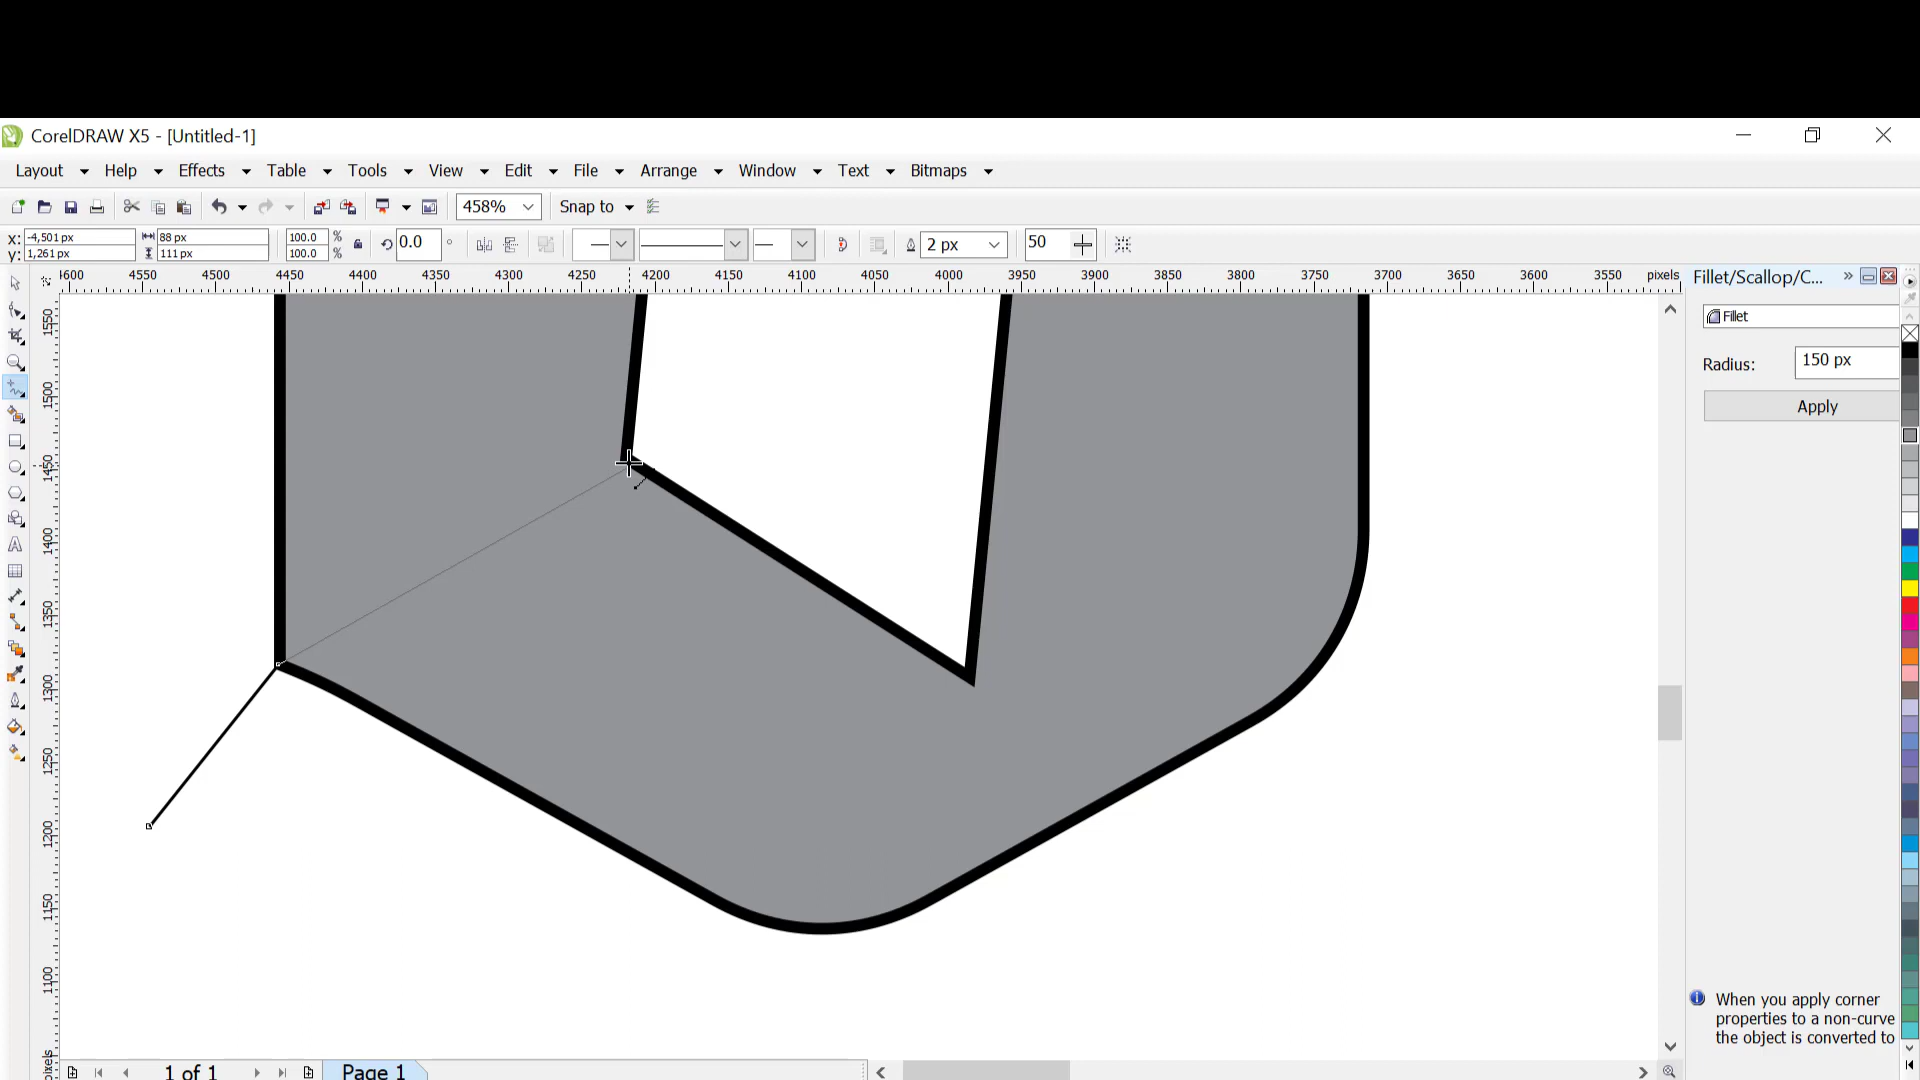 CorelDRAW X5 - [Untitled-1]
Layout Help Effects Table Tools View Edit File Arrange Window Text Bitmaps
458% Snap to
x: -4,501 px 88 px 100.0 %
y: 1,261 px 111 px 100.0 %
0.0 ° 2 px 50
4600 4550 4500 4450 4400 4350 4300 4250 4200 4150 4100 4050 4000 3950 3900 3850 3800 3750 3700 3650 3600 3550 pixels
1550
1500
1450
1400
1350
1300
1250
1200
1150
1100
pixels
Fillet/Scallop/C...
Fillet
Radius: 150 px
Apply
When you apply corner
properties to a non-curve
the object is converted to
1 of 1 Page 1